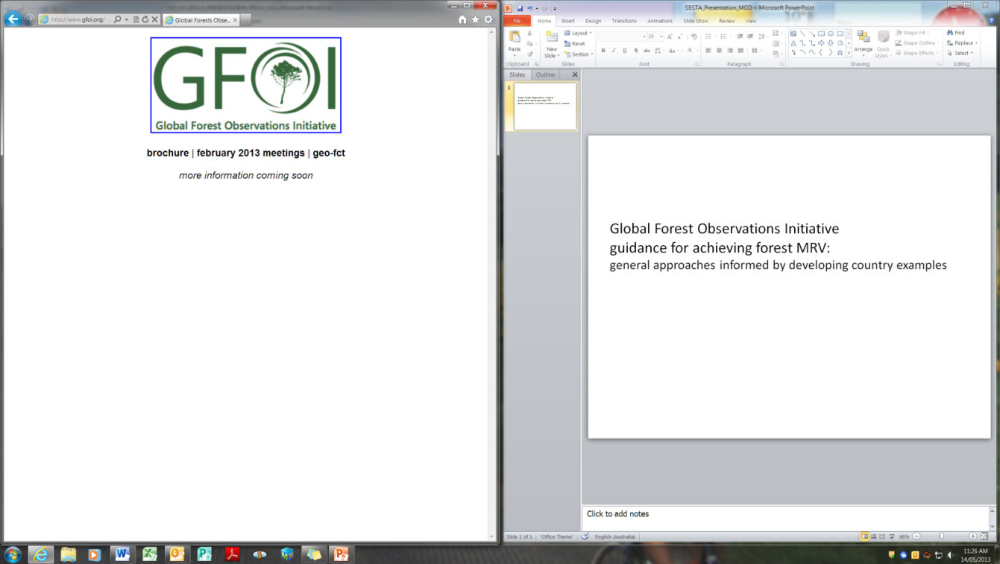 http://www.gfoi.org/
Global Forests Obse...
GFOI
Global Forest Observations Initiative
brochure | february 2013 meetings | geo-fct
more information coming soon
SBSTA_Presentation_MGD - Microsoft PowerPoint
File Home Insert Design Transitions Animations Slide Show Review View
Paste
New Slide
Layout
Reset
Section
28
Arrange
Quick Styles
Shape Fill
Shape Outline
Shape Effects
Find
Replace
Select
Clipboard Slides Font Paragraph Drawing Editing
Slides Outline
1
Global Forest Observations Initiative
guidance for achieving forest MRV:
general approaches informed by developing country examples
Click to add notes
Slide 1 of 1 "Office Theme" English (Australia) 86%
11:26 AM
14/05/2013